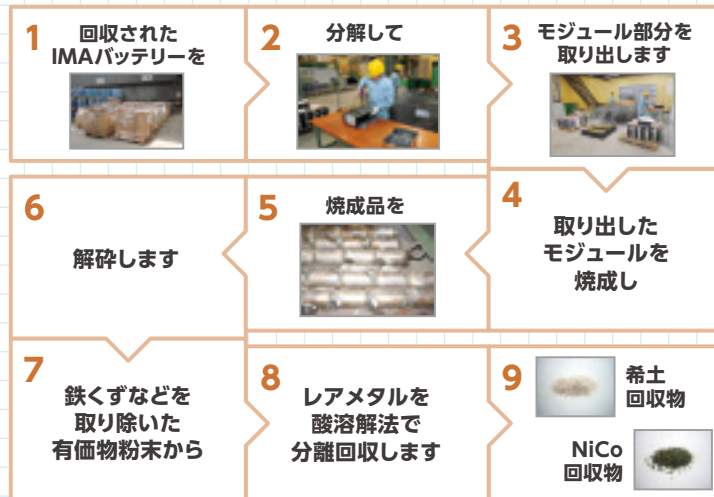 1
回収された
IMAバッテリーを
2
分解して
3
モジュール部分を
取り出します
4
取り出した
モジュールを
焼成し
5
焼成品を
6
解砕します
7
鉄くずなどを
取り除いた
有価物粉末から
8
レアメタルを
酸溶解法で
分離回収します
9
希土
回収物
NiCo
回収物